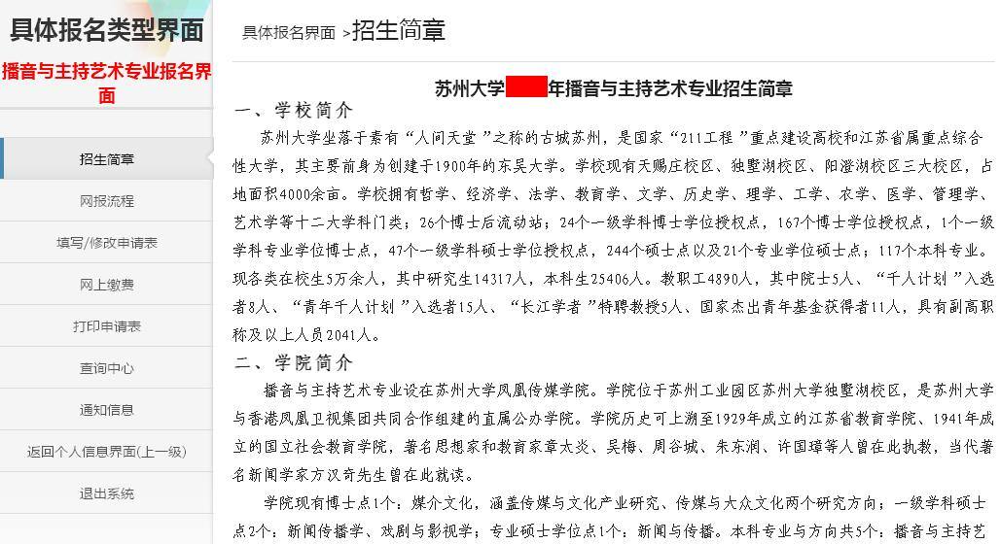 具体报名类型界面
播音与主持艺术专业报名界
面
招生简章
网报流程
填写/修改申请表
网上缴费
打印申请表
查询中心
通知信息
返回个人信息界面(上一级)
退出系统
具体报名界面 >招生简章
苏州大学 年播音与主持艺术专业招生简章
一、学校简介
苏州大学坐落于素有“人间天堂”之称的古城苏州，是国家“211工程”重点建设高校和江苏省属重点综合
性大学，其主要前身为创建于1900年的东吴大学。学校现有天赐庄校区、独墅湖校区、阳澄湖校区三大校区，占
地面积4000余亩。学校拥有哲学、经济学、法学、教育学、文学、历史学、理学、工学、农学、医学、管理学、
艺术学等十二大学科门类；26个博士后流动站；24个一级学科博士学位授权点，167个博士学位授权点，1个一级
学科专业学位博士点，47个一级学科硕士学位授权点，244个硕士点以及21个专业学位硕士点；117个本科专业。
现各类在校生5万余人，其中研究生14317人，本科生25406人。教职工4890人，其中院士5人、“千人计划”入选
者8人、“青年千人计划”入选者15人、“长江学者”特聘教授5人、国家杰出青年基金获得者11人，具有副高职
称及以上人员2041人。
二、学院简介
播音与主持艺术专业设在苏州大学凤凰传媒学院。学院位于苏州工业园区苏州大学独墅湖校区，是苏州大学
与香港凤凰卫视集团共同合作组建的直属公办学院。学院历史可上溯至1929年成立的江苏省教育学院、1941年成
立的国立社会教育学院，著名思想家和教育家章太炎、吴梅、周谷城、朱东润、许国璋等人曾在此执教，当代著
名新闻学家方汉奇先生曾在此就读。
学院现有博士点1个：媒介文化，涵盖传媒与文化产业研究、传媒与大众文化两个研究方向；一级学科硕士
点2个：新闻传播学、戏剧与影视学；专业硕士学位点1个：新闻与传播。本科专业与方向共5个：播音与主持艺